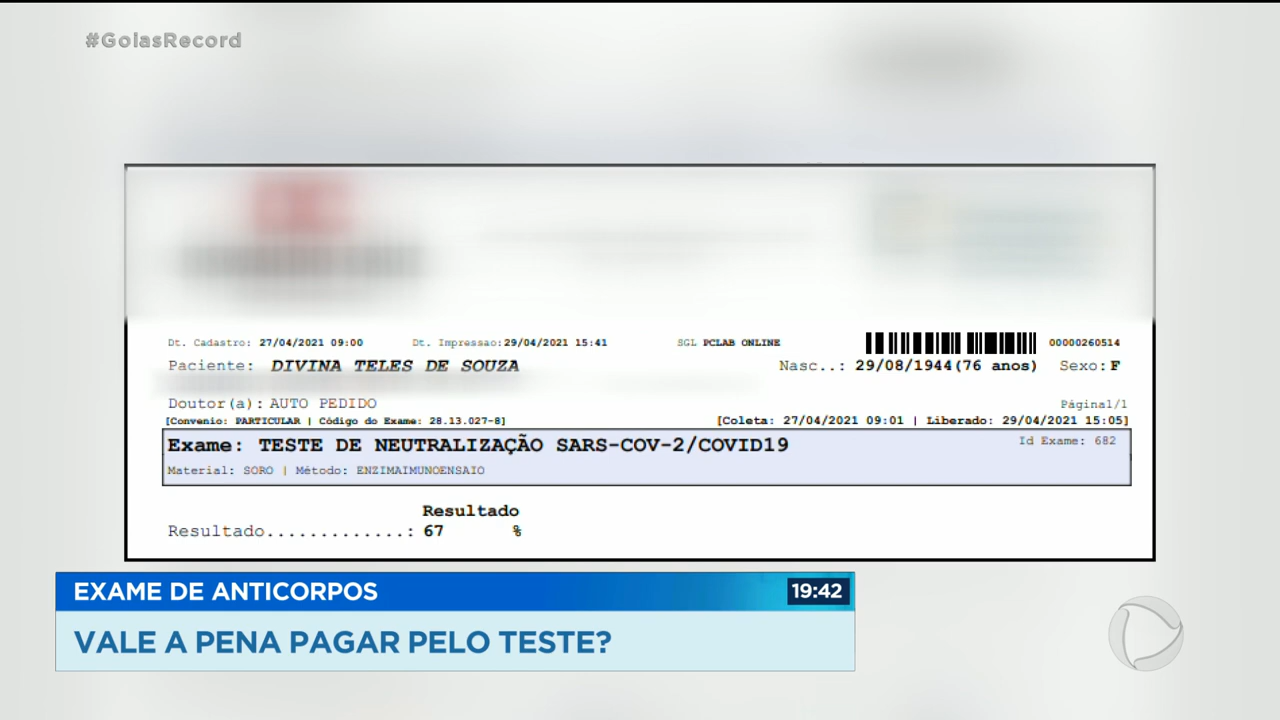 #GoiasRecord
Dt. Cadastro: 27/04/2021 09:00 Dt. Impressao:29/04/2021 15:41 SGL PCLAB ONLINE 00000260514
Paciente: DIVINA TELES DE SOUZA Nasc..: 29/08/1944(76 anos) Sexo: F
Doutor(a): AUTO PEDIDO Página1/1
[Convenio: PARTICULAR | Código do Exame: 28.13.027-8] [Coleta: 27/04/2021 09:01 | Liberado: 29/04/2021 15:05]
Exame: TESTE DE NEUTRALIZAÇÃO SARS-COV-2/COVID19 Id Exame: 682
Material: SORO | Método: ENZIMAIMUNOENSAIO
Resultado
Resultado.............: 67 %
EXAME DE ANTICORPOS 19:42
VALE A PENA PAGAR PELO TESTE?